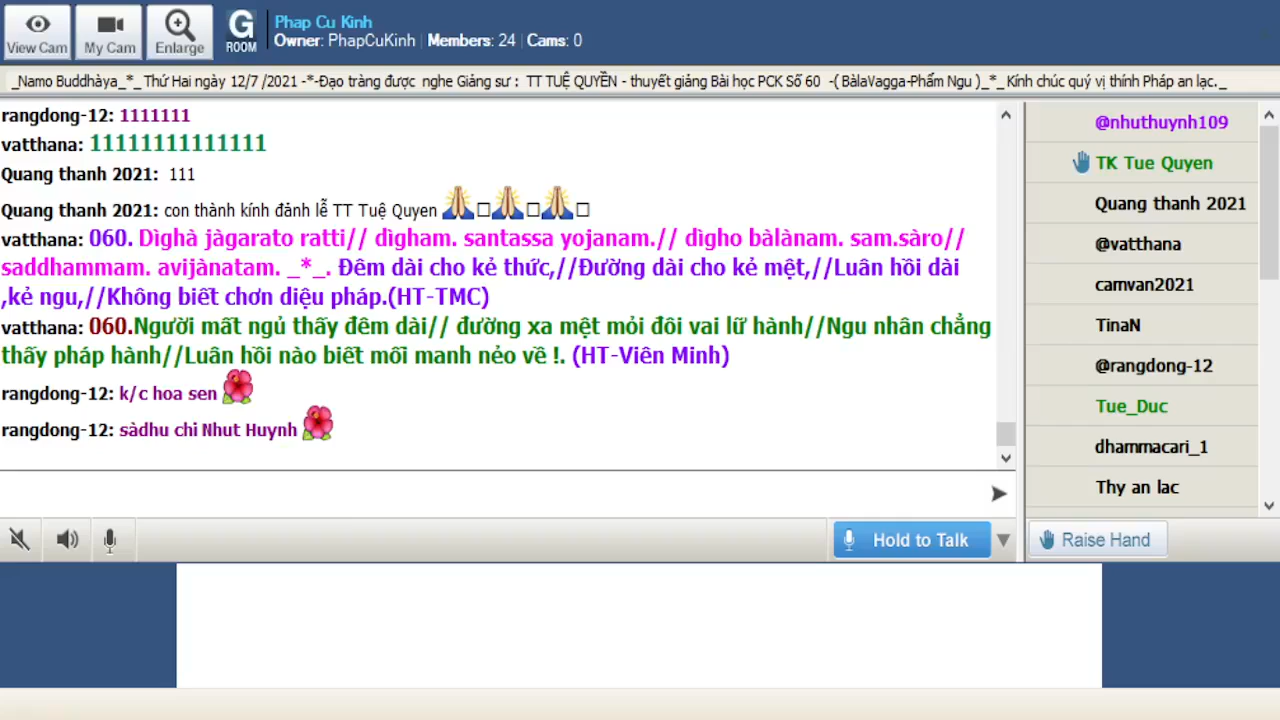 View Cam
My Cam
Enlarge
G
ROOM
Phap Cu Kinh
Owner: PhapCuKinh | Members: 24 | Cams: 0
_Namo Buddhàya_*_ Thứ Hai ngày 12/7 /2021 -*-Đạo tràng được nghe Giảng sư : TT TUỆ QUYỀN - thuyết giảng Bài học PCK Số 60 -( BàlaVagga-Phẩm Ngu )_*_ Kính chúc quý vị thính Pháp an lạc._
rangdong-12: 1111111
vatthana: 11111111111111
Quang thanh 2021: 111
Quang thanh 2021: con thành kính đảnh lễ TT Tuệ Quyen
vatthana: 060. Dìghà jàgarato ratti// dìgham. santassa yojanam.// dìgho bàlànam. sam.sàro//
saddhammam. avijànatam. _*_. Đêm dài cho kẻ thức,//Đường dài cho kẻ mệt,//Luân hồi dài
,kẻ ngu,//Không biết chơn diệu pháp.(HT-TMC)
vatthana: 060.Người mất ngủ thấy đêm dài// đường xa mệt mỏi đôi vai lữ hành//Ngu nhân chẳng
thấy pháp hành//Luân hồi nào biết mối manh nẻo về !. (HT-Viên Minh)
rangdong-12: k/c hoa sen
rangdong-12: sàdhu chi Nhut Huynh
@nhuthuynh109
TK Tue Quyen
Quang thanh 2021
@vatthana
camvan2021
TinaN
@rangdong-12
Tue_Duc
dhammacari_1
Thy an lac
Hold to Talk
Raise Hand